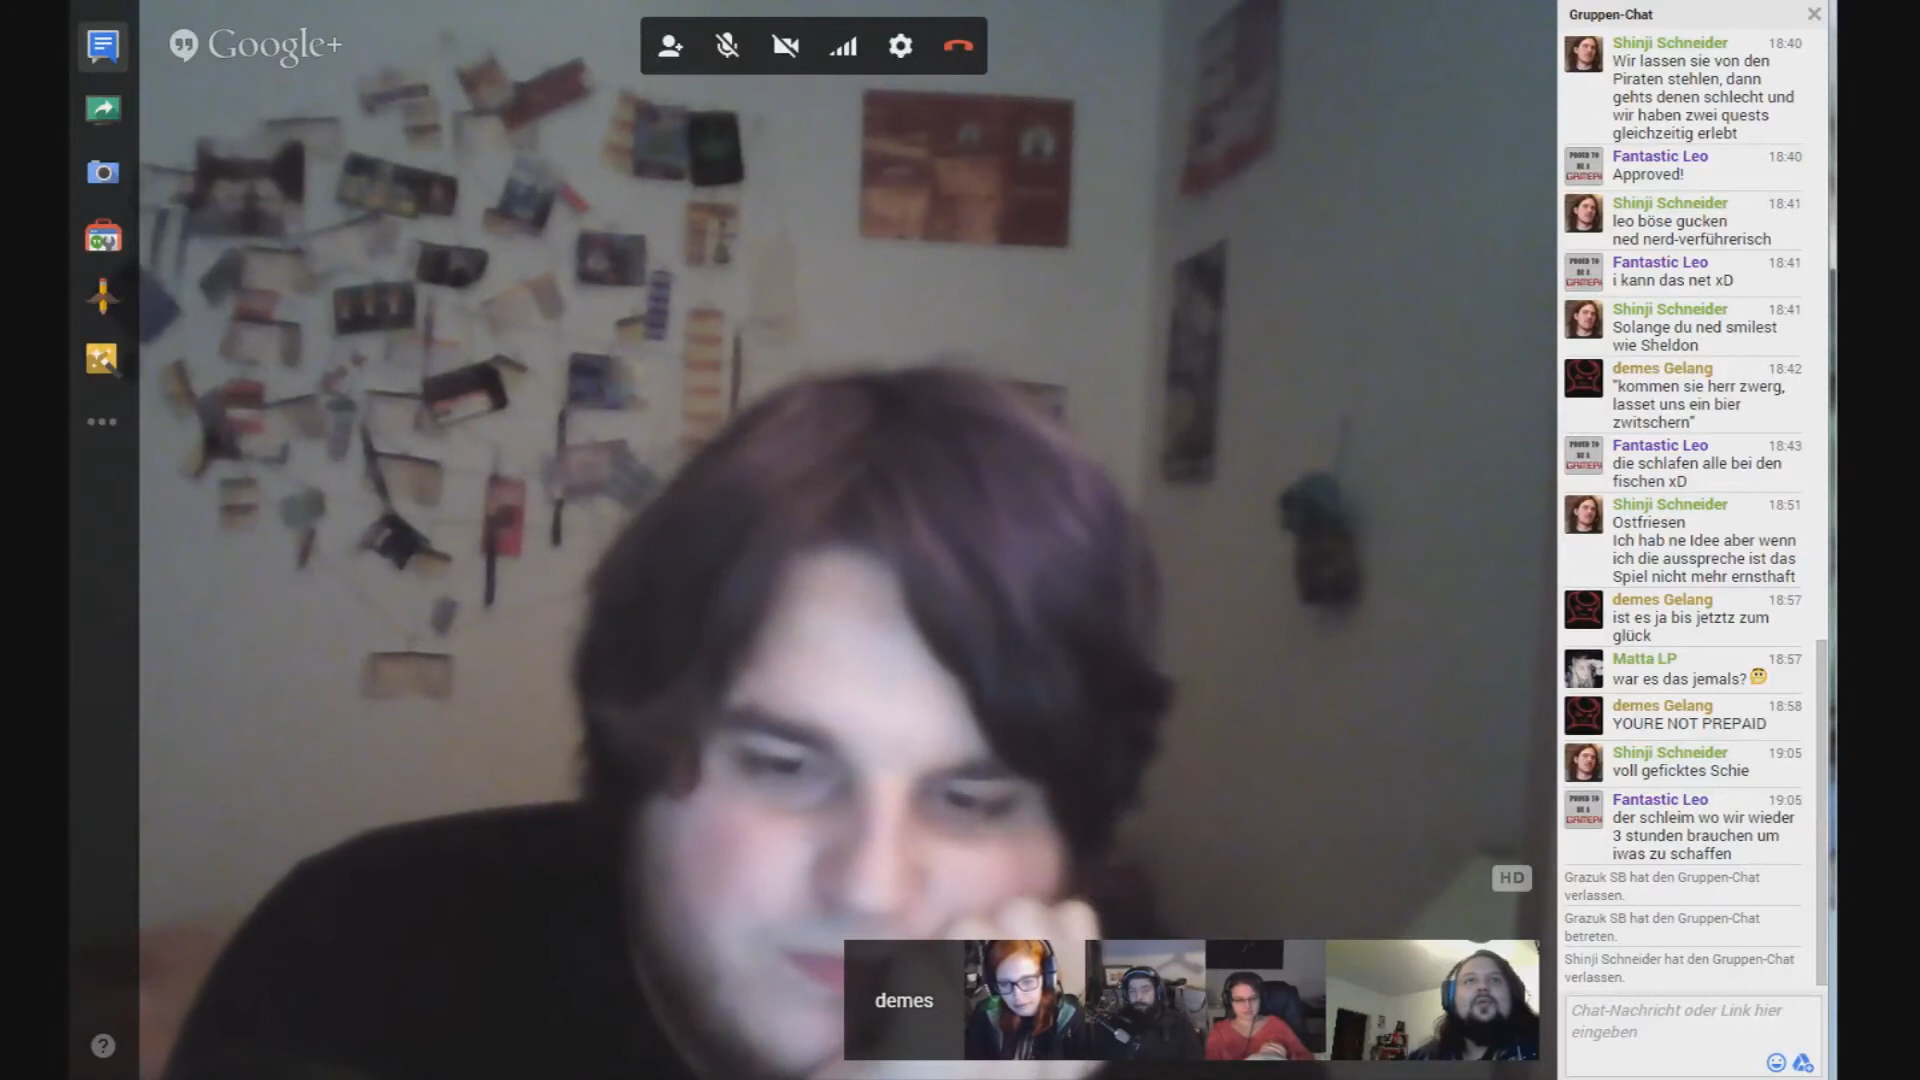 Google+
Gruppen-Chat
Shinji Schneider 18:40
Wir lassen sie von den
Piraten stehlen, dann
gehts denen schlecht und
wir haben zwei quests
gleichzeitig erlebt
Fantastic Leo 18:40
Approved!
Shinji Schneider 18:41
leo böse gucken
ned nerd-verführerisch
Fantastic Leo 18:41
i kann das net xD
Shinji Schneider 18:41
Solange du ned smilest
wie Sheldon
demes Gelang 18:42
"kommen sie herr zwerg,
lasset uns ein bier
zwitschern"
Fantastic Leo 18:43
die schlafen alle bei den
fischen xD
Shinji Schneider 18:51
Ostfriesen
Ich hab ne Idee aber wenn
ich die ausspreche ist das
Spiel nicht mehr ernsthaft
demes Gelang 18:57
ist es ja bis jetztz zum
glück
Matta LP 18:57
war es das jemals?
demes Gelang 18:58
YOURE NOT PREPAID
Shinji Schneider 19:05
voll geficktes Schie
Fantastic Leo 19:05
der schleim wo wir wieder
3 stunden brauchen um
iwas zu schaffen
Grazuk SB hat den Gruppen-Chat
verlassen.
Grazuk SB hat den Gruppen-Chat
betreten.
Shinji Schneider hat den Gruppen-Chat
verlassen.
Chat-Nachricht oder Link hier
eingeben
HD
demes